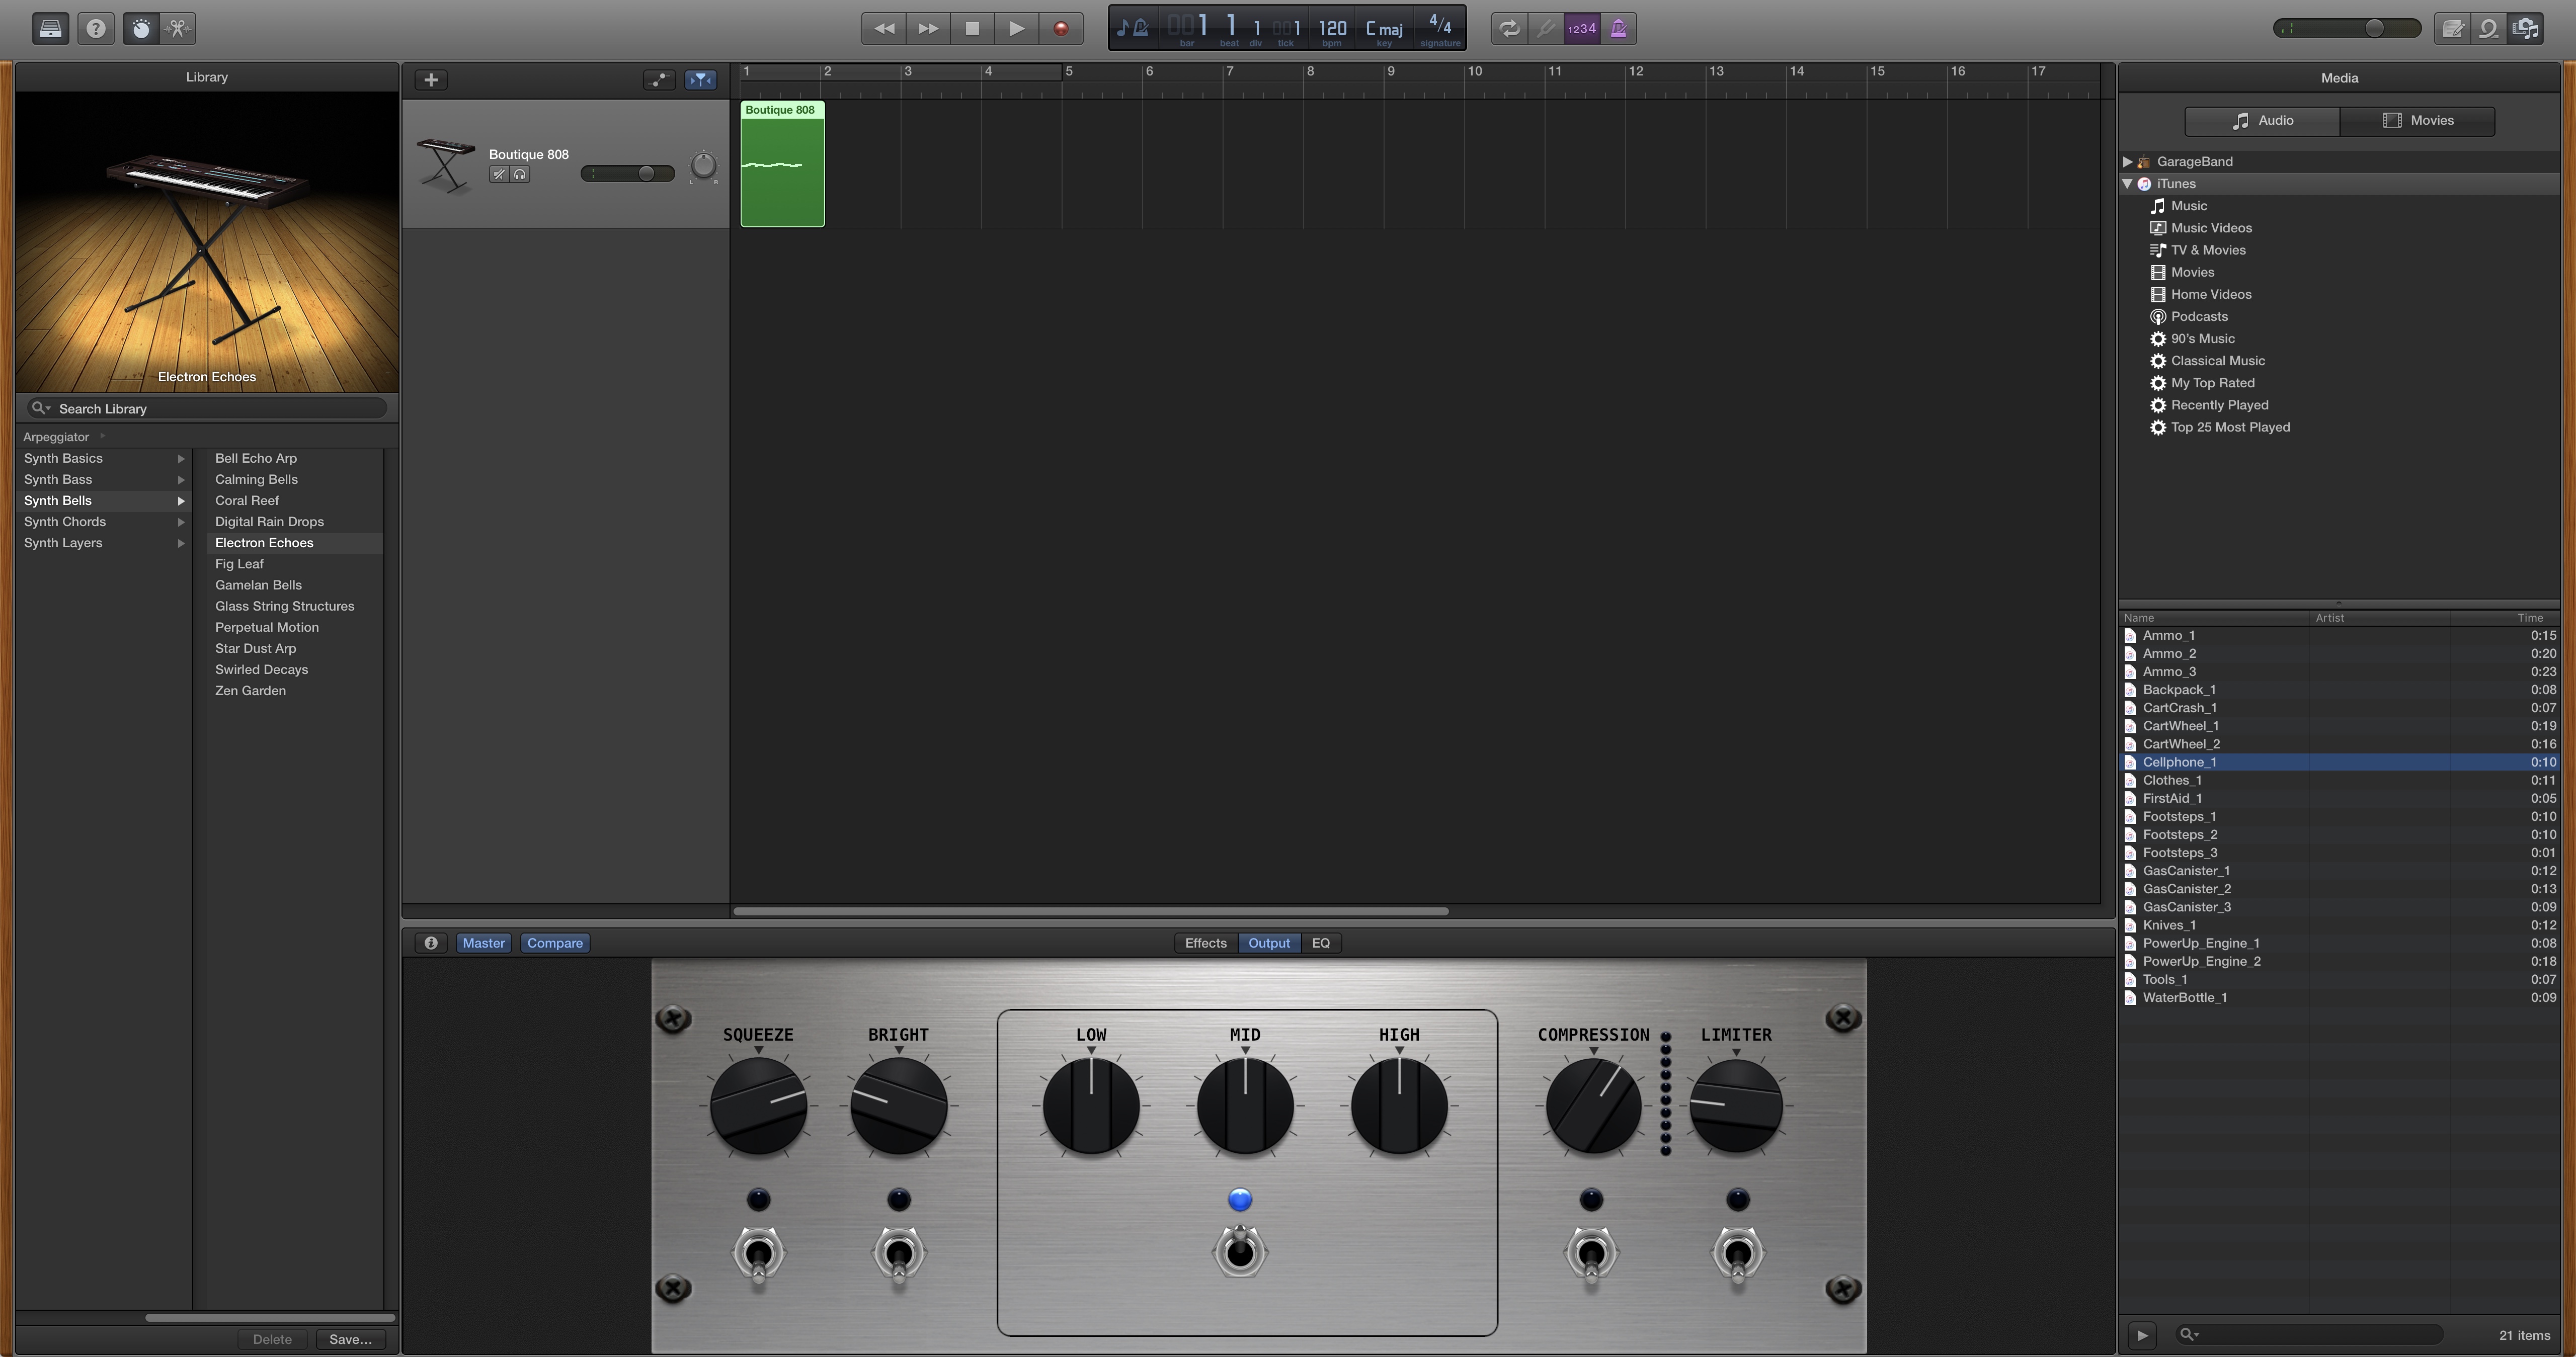 001 1 1 001 120 C maj 4/4
bar beat div tick bpm key signature
1234
Library
Electron Echoes
Search Library
Arpeggiator
Synth Basics
Synth Bass
Synth Bells
Synth Chords
Synth Layers
Bell Echo Arp
Calming Bells
Coral Reef
Digital Rain Drops
Electron Echoes
Fig Leaf
Gamelan Bells
Glass String Structures
Perpetual Motion
Star Dust Arp
Swirled Decays
Zen Garden
Delete Save...
1 2 3 4 5 6 7 8 9 10 11 12 13 14 15 16 17
Boutique 808
L R
Boutique 808
Master Compare
Effects Output EQ
SQUEEZE BRIGHT LOW MID HIGH COMPRESSION LIMITER
Media
Audio Movies
GarageBand
iTunes
Music
Music Videos
TV & Movies
Movies
Home Videos
Podcasts
90's Music
Classical Music
My Top Rated
Recently Played
Top 25 Most Played
Name Artist Time
Ammo_1 0:15
Ammo_2 0:20
Ammo_3 0:23
Backpack_1 0:08
CartCrash_1 0:07
CartWheel_1 0:19
CartWheel_2 0:16
Cellphone_1 0:10
Clothes_1 0:11
FirstAid_1 0:05
Footsteps_1 0:10
Footsteps_2 0:10
Footsteps_3 0:01
GasCanister_1 0:12
GasCanister_2 0:13
GasCanister_3 0:09
Knives_1 0:12
PowerUp_Engine_1 0:08
PowerUp_Engine_2 0:18
Tools_1 0:07
WaterBottle_1 0:09
21 items